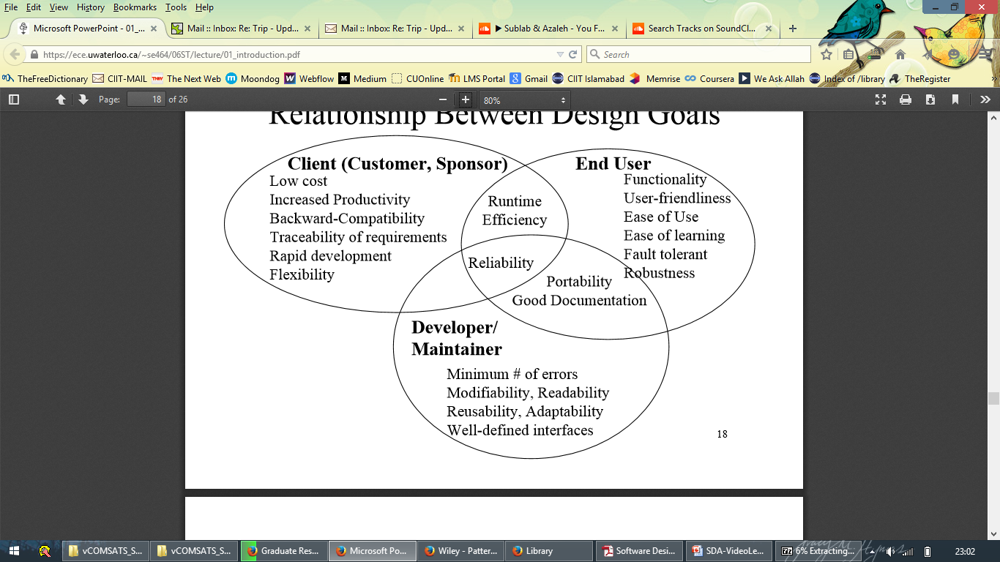 File Edit View History Bookmarks Tools Help
Microsoft PowerPoint - 01_... × Mail :: Inbox: Re: Trip - Upd... × Mail :: Inbox: Re: Trip - Upd... × ▶ Sublab & Azaleh - You F... × Search Tracks on SoundCl... × +
https://ece.uwaterloo.ca/~se464/06ST/lecture/01_introduction.pdf Search
TheFreeDictionary CIIT-MAIL TNW The Next Web Moondog Webflow Medium CUOnline LMS Portal Gmail CIIT Islamabad Memrise Coursera We Ask Allah Index of /library TheRegister »
Page: 18 of 26 80%
Relationship Between Design Goals
Client (Customer, Sponsor)
Low cost
Increased Productivity
Backward-Compatibility
Traceability of requirements
Rapid development
Flexibility
End User
Functionality
User-friendliness
Ease of Use
Ease of learning
Fault tolerant
Robustness
Runtime
Efficiency
Reliability
Portability
Good Documentation
Developer/
Maintainer
Minimum # of errors
Modifiability, Readability
Reusability, Adaptability
Well-defined interfaces
18
vCOMSATS_S... vCOMSATS_S... Graduate Res... Microsoft Po... Wiley - Patter... Library Software Desi... SDA-VideoLe... 7z 6% Extracting... 23:02